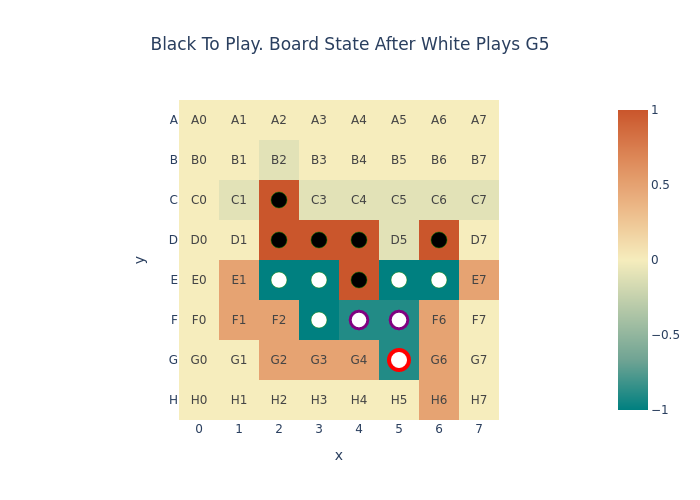 Black To Play. Board State After White Plays G5
A A0 A1 A2 A3 A4 A5 A6 A7
B B0 B1 B2 B3 B4 B5 B6 B7
C C0 C1 C3 C4 C5 C6 C7
D D0 D1 D5 D7
E E0 E1 E7
F F0 F1 F2 F6 F7
G G0 G1 G2 G3 G4 G6 G7
H H0 H1 H2 H3 H4 H5 H6 H7
0 1 2 3 4 5 6 7
x
y
1
0.5
0
−0.5
−1